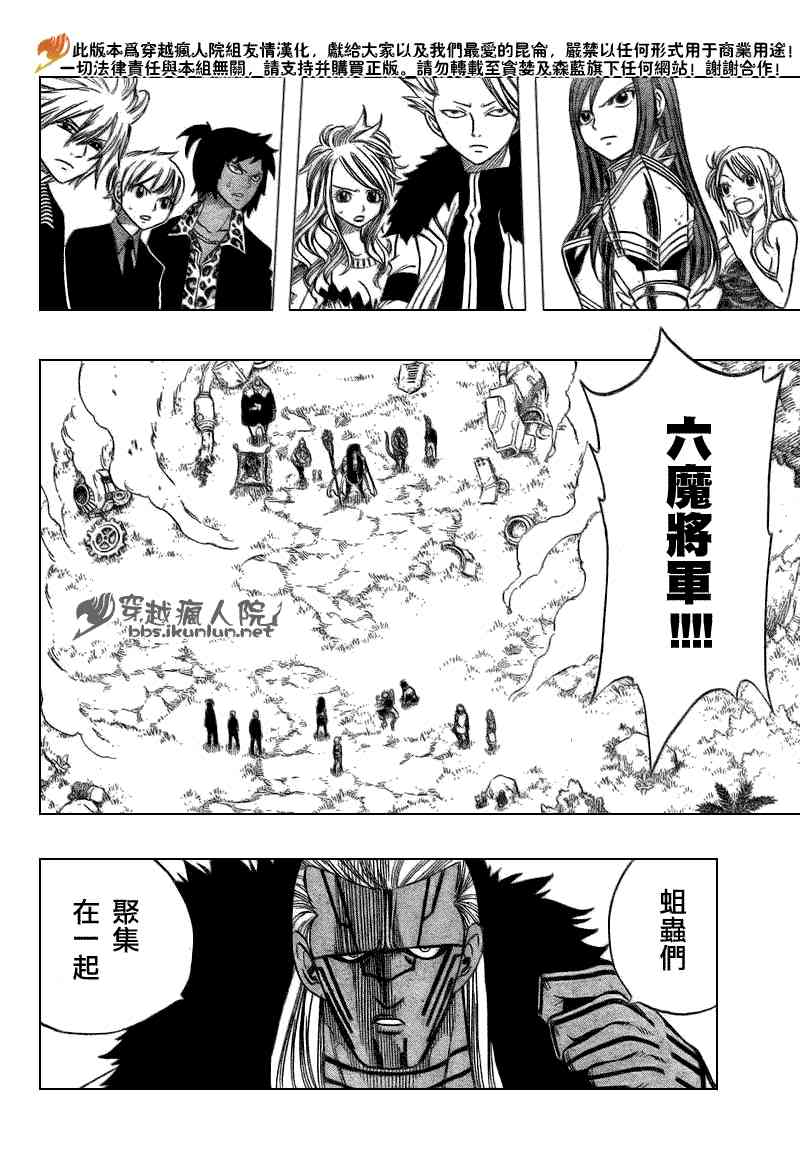 此版本爲穿越瘋人院組友情漢化，獻給大家以及我們最愛的昆侖，嚴禁以任何形式用于商業用途！
一切法律責任與本組無關，請支持并購買正版。請勿轉載至貪婪及森藍旗下任何網站！謝謝合作！
六魔將軍!!!!
穿越瘋人院
bbs.ikunlun.net
蛆蟲們
聚集
在一起